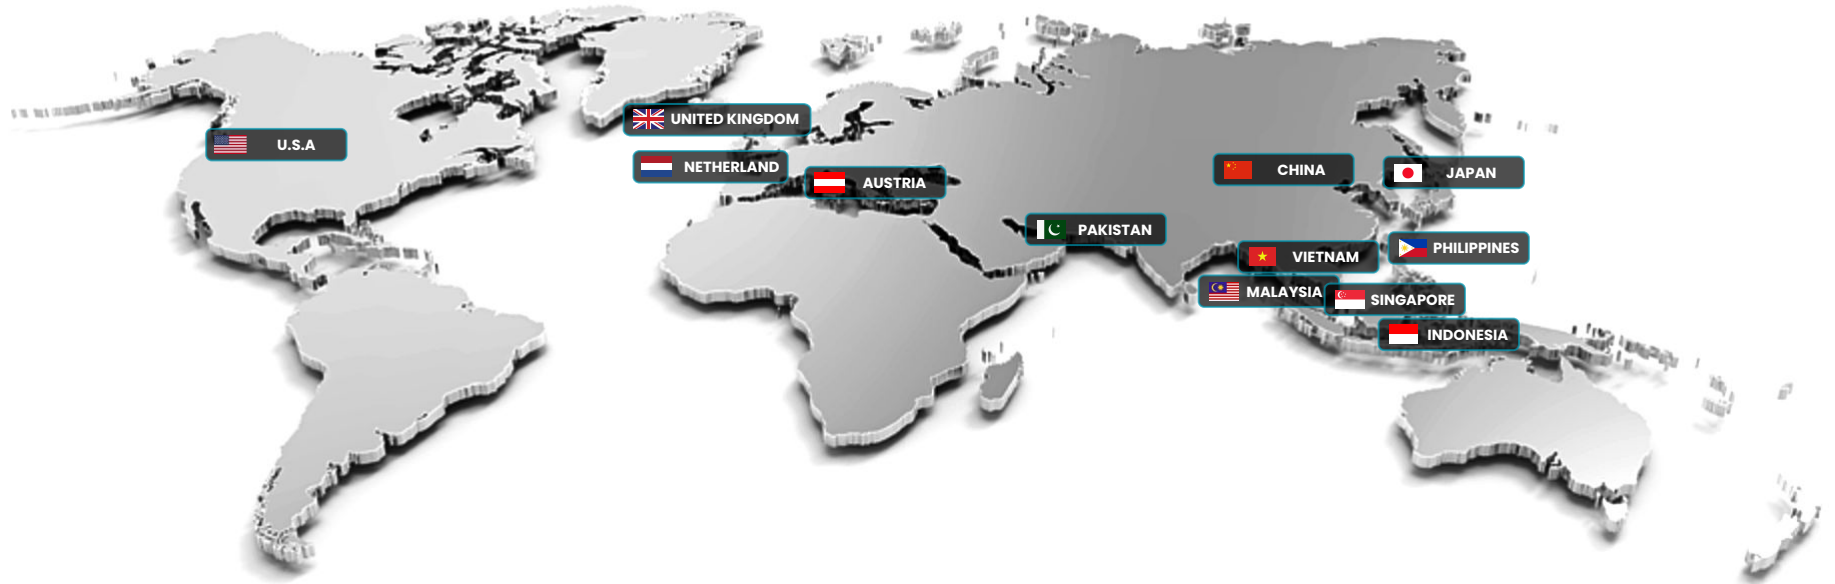 UNITED KINGDOM
U.S.A
NETHERLAND
AUSTRIA
CHINA
JAPAN
PAKISTAN
VIETNAM
PHILIPPINES
MALAYSIA
SINGAPORE
INDONESIA